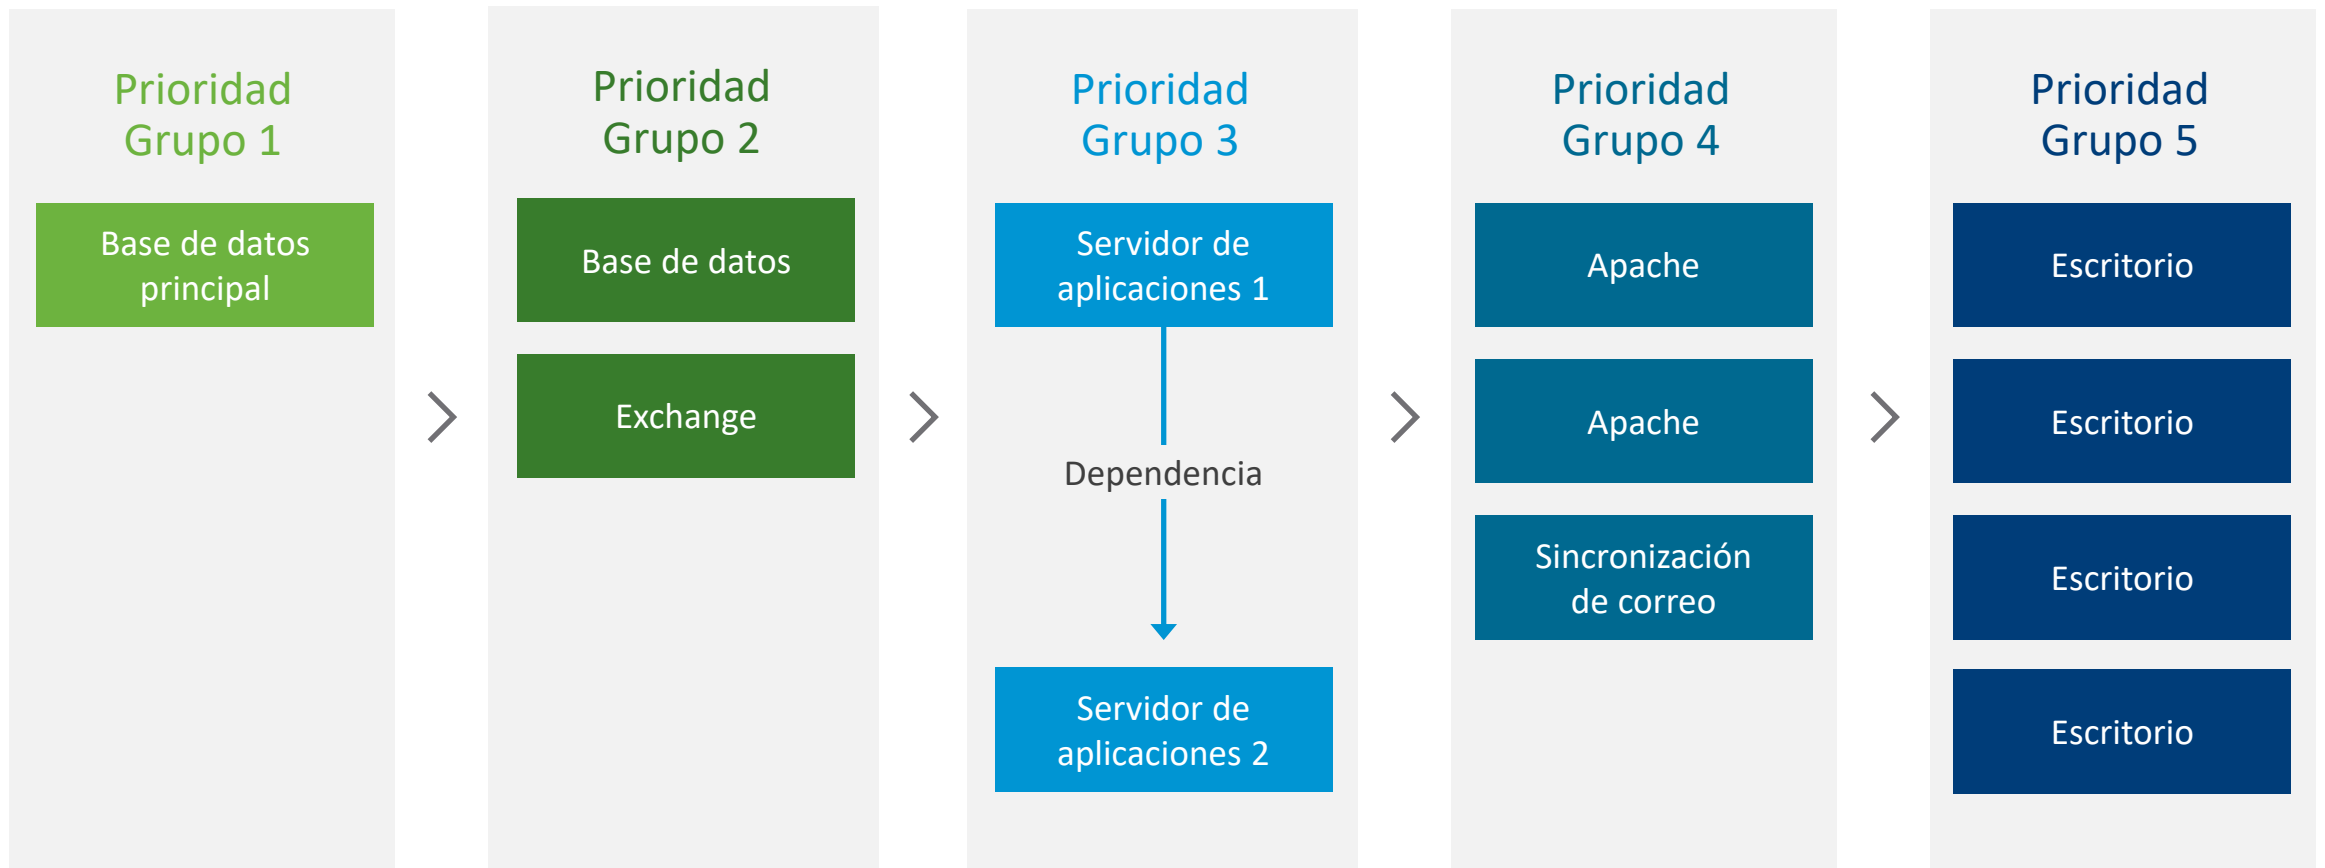 Prioridad
Grupo 1
Base de datos
principal
Prioridad
Grupo 2
Base de datos
Exchange
Prioridad
Grupo 3
Servidor de
aplicaciones 1
Dependencia
Servidor de
aplicaciones 2
Prioridad
Grupo 4
Apache
Apache
Sincronización
de correo
Prioridad
Grupo 5
Escritorio
Escritorio
Escritorio
Escritorio